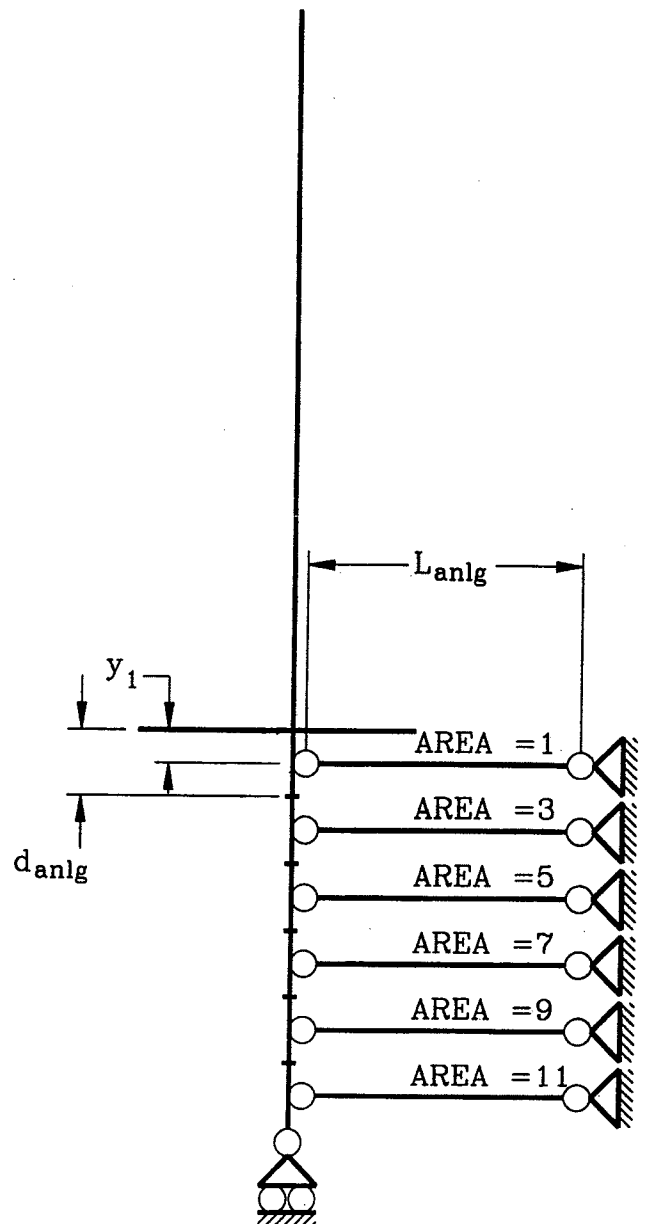 L_anlg
y_1
AREA =1
d_anlg
AREA =3
AREA =5
AREA =7
AREA =9
AREA =11